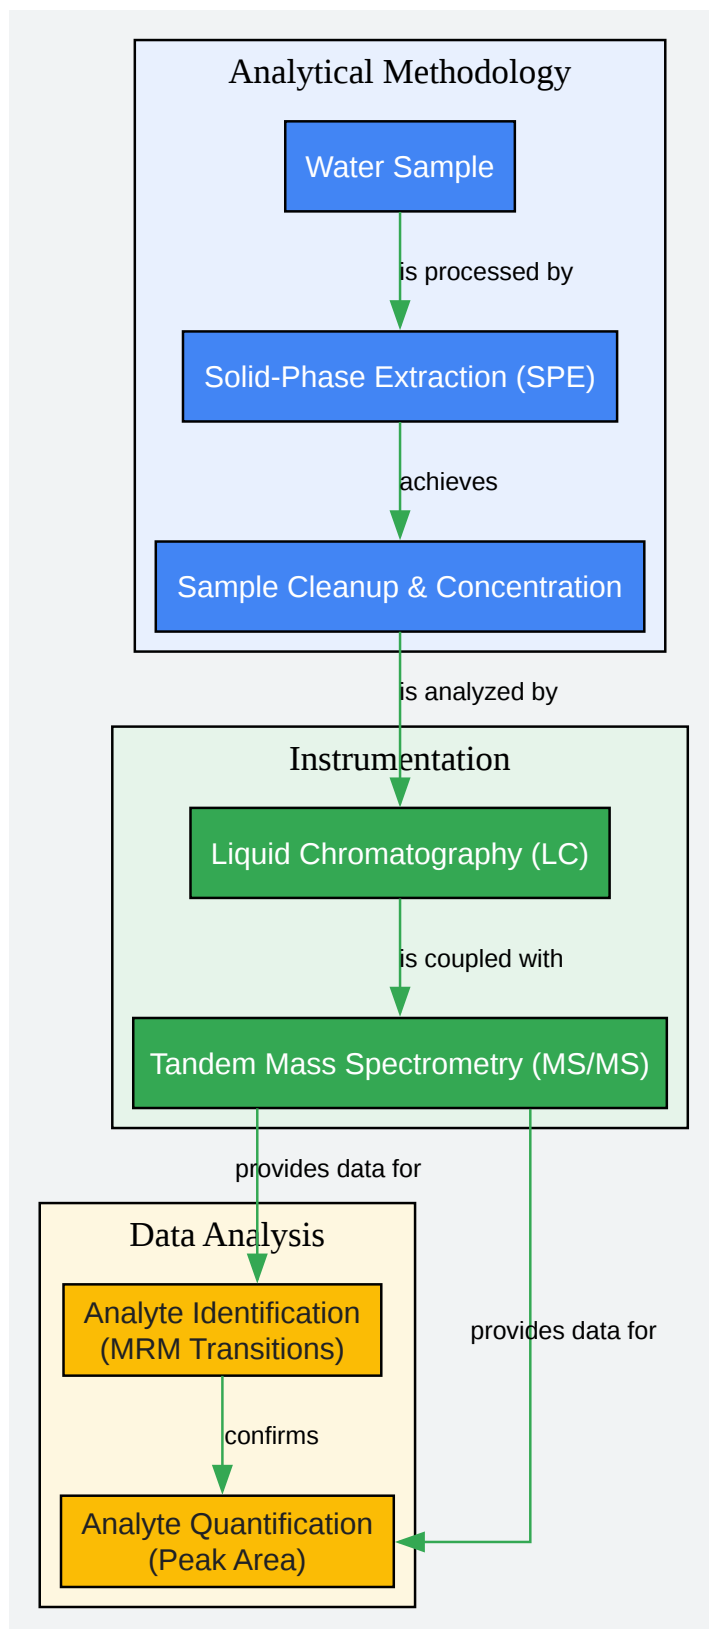 Analytical Methodology
Water Sample
is processed by
Solid-Phase Extraction (SPE)
achieves
Sample Cleanup & Concentration
is analyzed by
Instrumentation
Liquid Chromatography (LC)
is coupled with
Tandem Mass Spectrometry (MS/MS)
provides data for
Data Analysis
Analyte Identification
(MRM Transitions)
provides data for
confirms
Analyte Quantification
(Peak Area)